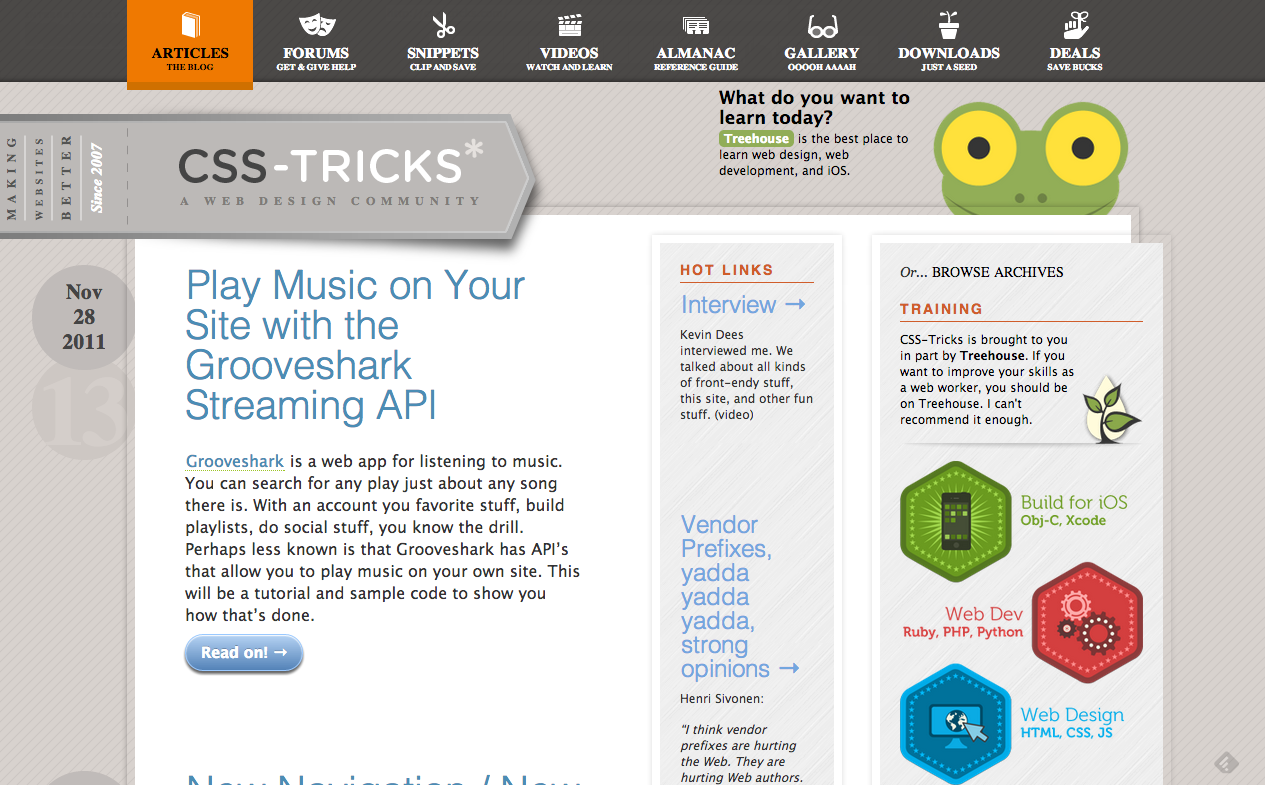 ARTICLES
THE BLOG
FORUMS
GET & GIVE HELP
SNIPPETS
CLIP AND SAVE
VIDEOS
WATCH AND LEARN
ALMANAC
REFERENCE GUIDE
GALLERY
OOOOH AAAAH
DOWNLOADS
JUST A SEED
DEALS
SAVE BUCKS
What do you want to
learn today?
Treehouse is the best place to
learn web design, web
development, and iOS.
MAKING
WEBSITES
BETTER
Since 2007
CSS-TRICKS*
A WEB DESIGN COMMUNITY
Nov
28
2011
13
Play Music on Your
Site with the
Grooveshark
Streaming API
Grooveshark is a web app for listening to music.
You can search for any play just about any song
there is. With an account you favorite stuff, build
playlists, do social stuff, you know the drill.
Perhaps less known is that Grooveshark has API’s
that allow you to play music on your own site. This
will be a tutorial and sample code to show you
how that’s done.
Read on! →
New Navigation / New
HOT LINKS
Interview →
Kevin Dees
interviewed me. We
talked about all kinds
of front-endy stuff,
this site, and other fun
stuff. (video)
Vendor
Prefixes,
yadda
yadda
yadda,
strong
opinions →
Henri Sivonen:
“I think vendor
prefixes are hurting
the Web. They are
hurting Web authors.
Or... BROWSE ARCHIVES
TRAINING
CSS-Tricks is brought to you
in part by Treehouse. If you
want to improve your skills as
a web worker, you should be
on Treehouse. I can't
recommend it enough.
Build for iOS
Obj-C, Xcode
Web Dev
Ruby, PHP, Python
Web Design
HTML, CSS, JS